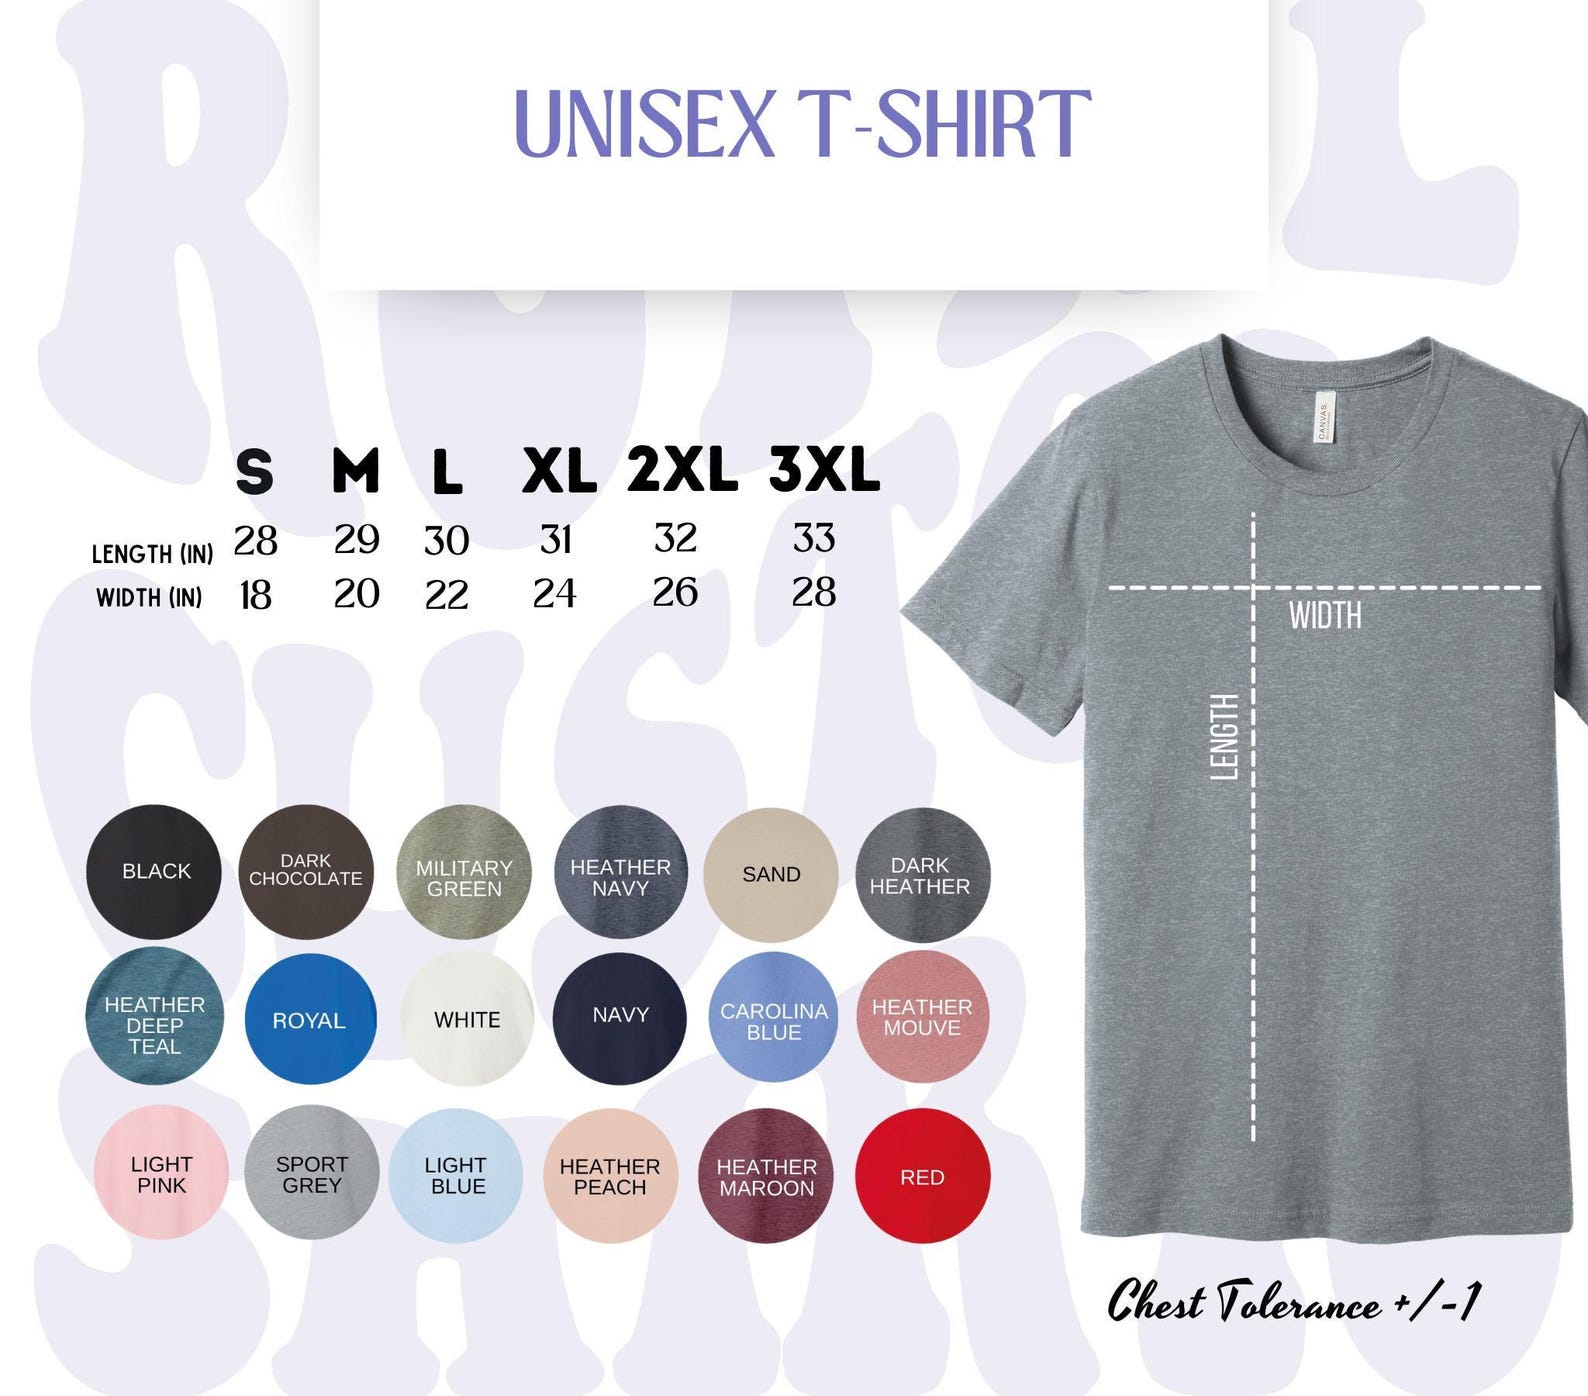 UNISEX T-SHIRT
CANVAS.
S M L XL 2XL 3XL
LENGTH (IN) 28 29 30 31 32 33
WIDTH (IN) 18 20 22 24 26 28
WIDTH
LENGTH
BLACK
DARK
CHOCOLATE
MILITARY
GREEN
HEATHER
NAVY
SAND
DARK
HEATHER
HEATHER
DEEP
TEAL
ROYAL
WHITE
NAVY
CAROLINA
BLUE
HEATHER
MOUVE
LIGHT
PINK
SPORT
GREY
LIGHT
BLUE
HEATHER
PEACH
HEATHER
MAROON
RED
Chest Tolerance +/-1